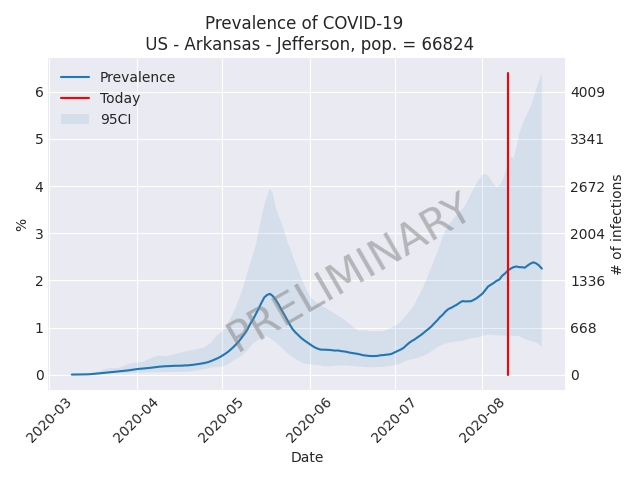 Prevalence of COVID-19
US - Arkansas - Jefferson, pop. = 66824
Prevalence
Today
95CI
%
6
5
4
3
2
1
0
4009
3341
2672
2004
1336
668
0
# of infections
PRELIMINARY
2020-03
2020-04
2020-05
2020-06
2020-07
2020-08
Date